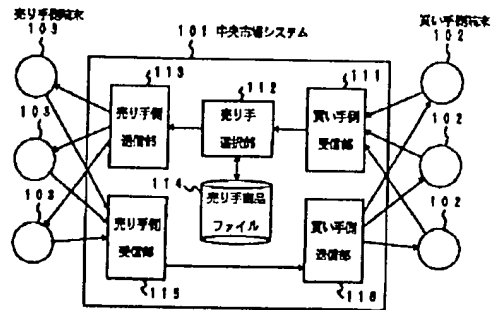 売り手側端末
103
101 中央市場システム
買い手側端末
102
113
112
111
売り手側
送信部
売り手
選択部
買い手側
受信部
103
102
114
売り手商品
ファイル
103
102
売り手側
受信部
買い手側
送信部
115
116